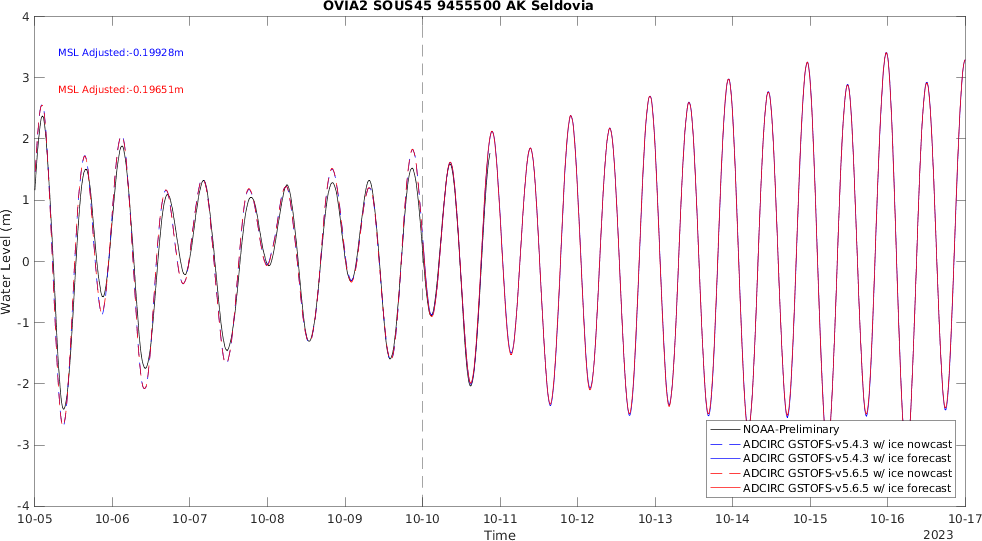 OVIA2 SOUS45 9455500 AK Seldovia
MSL Adjusted:-0.19928m
MSL Adjusted:-0.19651m
Water Level (m)
4
3
2
1
0
-1
-2
-3
-4
NOAA-Preliminary
ADCIRC GSTOFS-v5.4.3 w/ ice nowcast
ADCIRC GSTOFS-v5.4.3 w/ ice forecast
ADCIRC GSTOFS-v5.6.5 w/ ice nowcast
ADCIRC GSTOFS-v5.6.5 w/ ice forecast
10-05 10-06 10-07 10-08 10-09 10-10 10-11 10-12 10-13 10-14 10-15 10-16 10-17
Time
2023